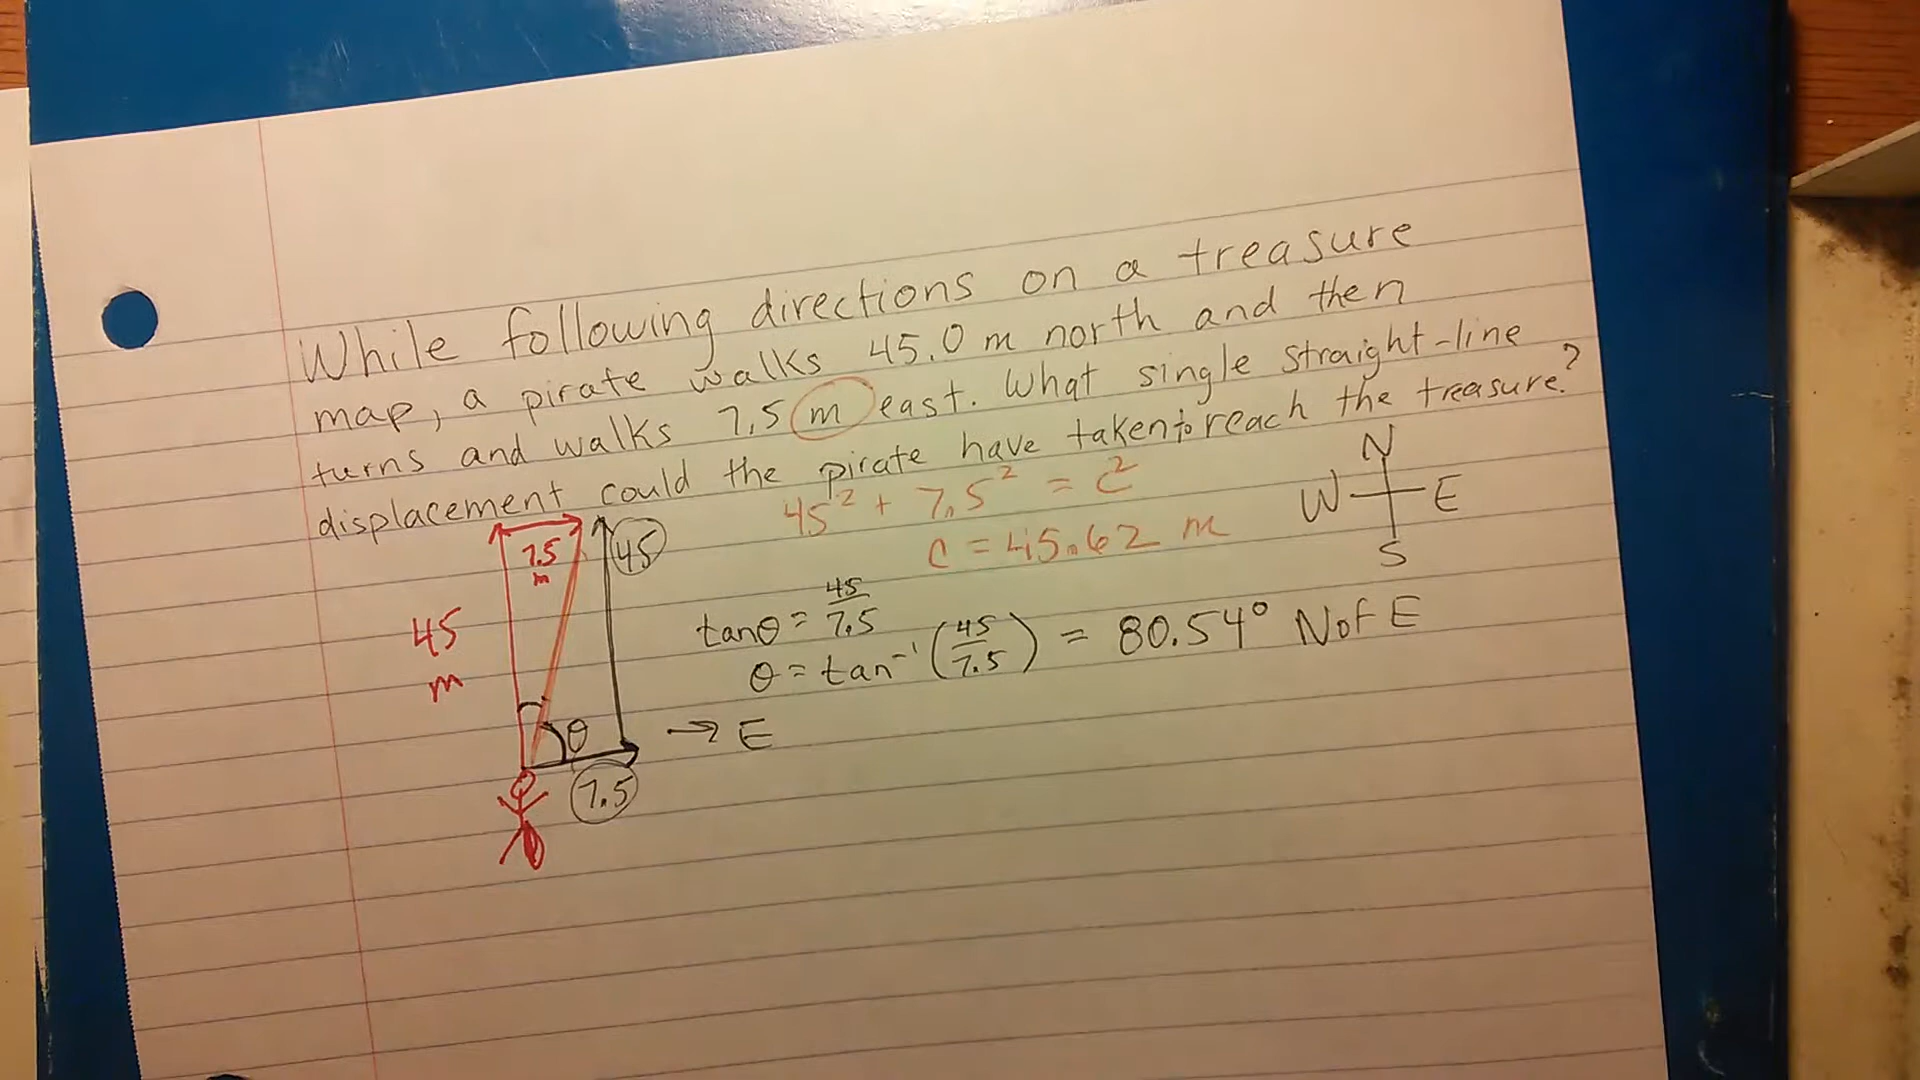 While following directions on a treasure
map, a pirate walks 45.0 m north and then
turns and walks 7.5 m east. What single straight-line
displacement could the pirate have taken to reach the treasure?
45² + 7.5² = c²
c = 45.62 m
N
W E
S
7.5
m
45
45
m
tanθ = 45/7.5
θ = tan⁻¹ (45/7.5) = 80.54° N of E
θ
→ E
7.5